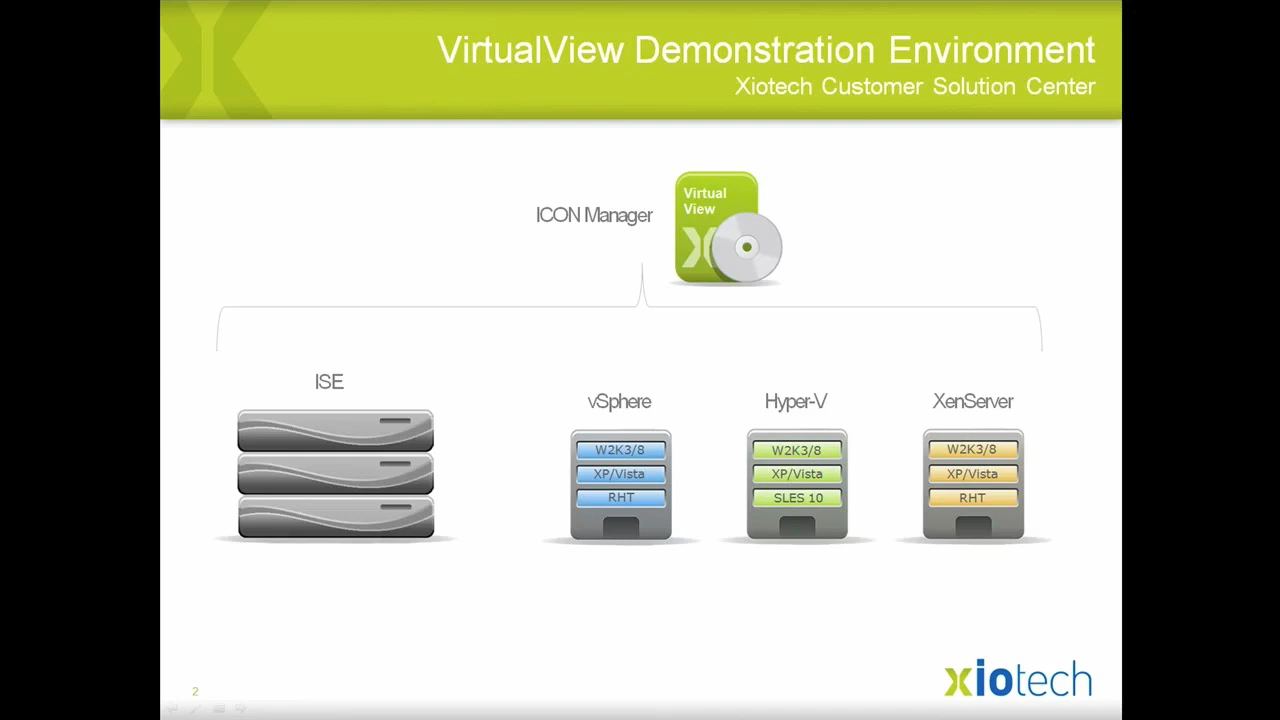 VirtualView Demonstration Environment
Xiotech Customer Solution Center
ICON Manager
Virtual
View
ISE
vSphere
W2K3/8
XP/Vista
RHT
Hyper-V
W2K3/8
XP/Vista
SLES 10
XenServer
W2K3/8
XP/Vista
RHT
2
xiotech